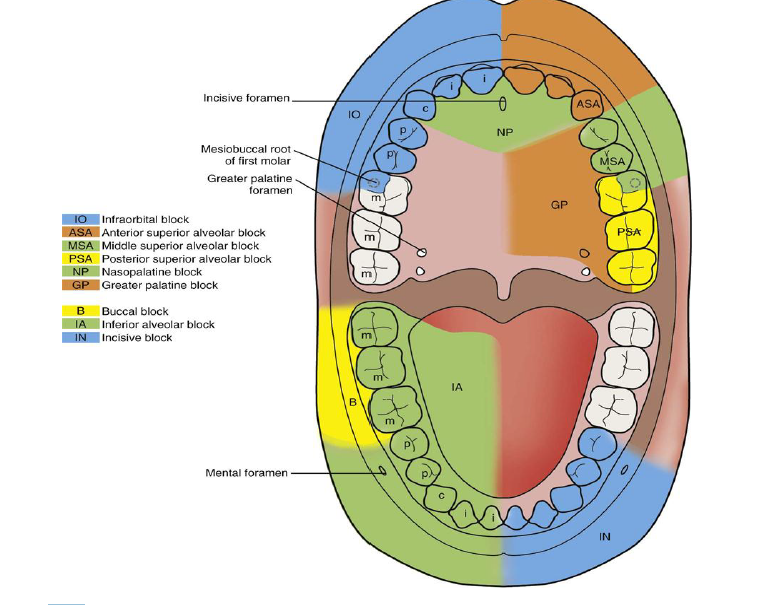 Incisive foramen
Mesiobuccal root
of first molar
Greater palatine
foramen
IO Infraorbital block
ASA Anterior superior alveolar block
MSA Middle superior alveolar block
PSA Posterior superior alveolar block
NP Nasopalatine block
GP Greater palatine block
B Buccal block
IA Inferior alveolar block
IN Incisive block
Mental foramen
i
i
c
IO
p
p
m
m
m
NP
ASA
MSA
GP
PSA
m
m
m
B
IA
p
p
c
i
i
IN